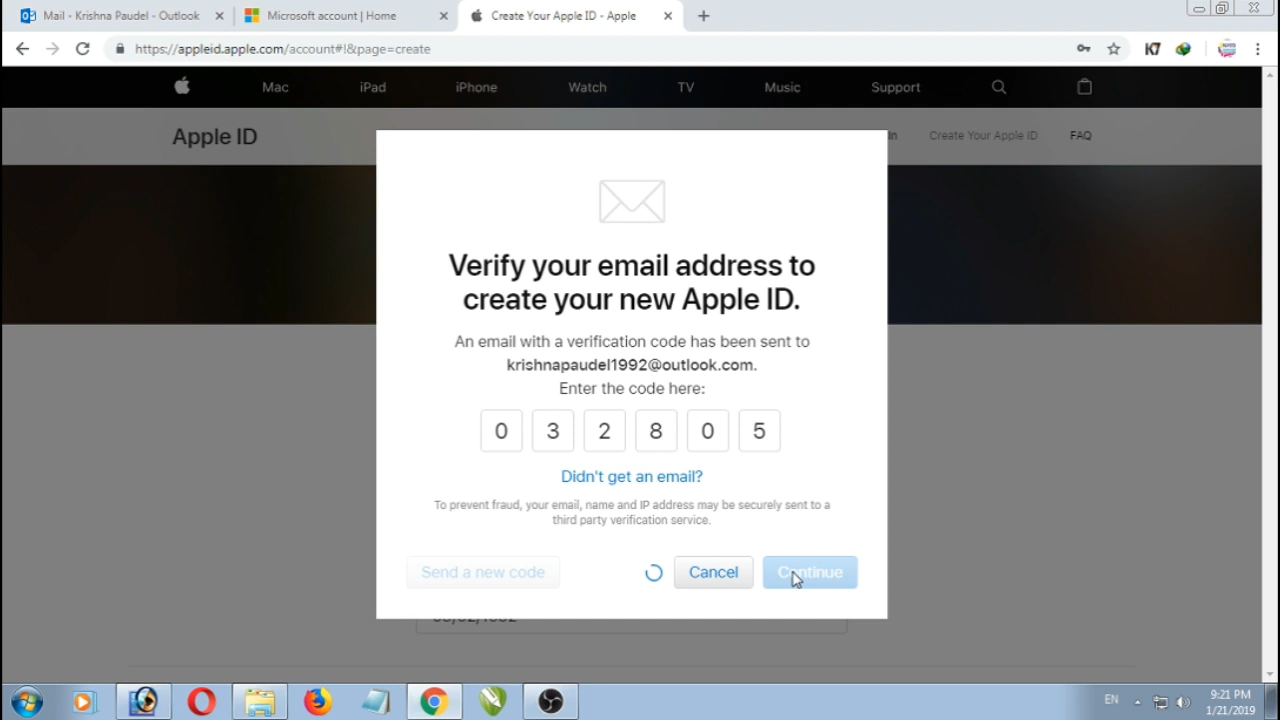 Mail - Krishna Paudel - Outlook
Microsoft account | Home
Create Your Apple ID - Apple
https://appleid.apple.com/account#!&page=create
K7
Mac
iPad
iPhone
Watch
TV
Music
Support
Apple ID
Create Your Apple ID
FAQ
Verify your email address to
create your new Apple ID.
An email with a verification code has been sent to
krishnapaudel1992@outlook.com.
Enter the code here:
0 3 2 8 0 5
Didn't get an email?
To prevent fraud, your email, name and IP address may be securely sent to a
third party verification service.
Send a new code
Cancel
Continue
EN
9:21 PM
1/21/2019